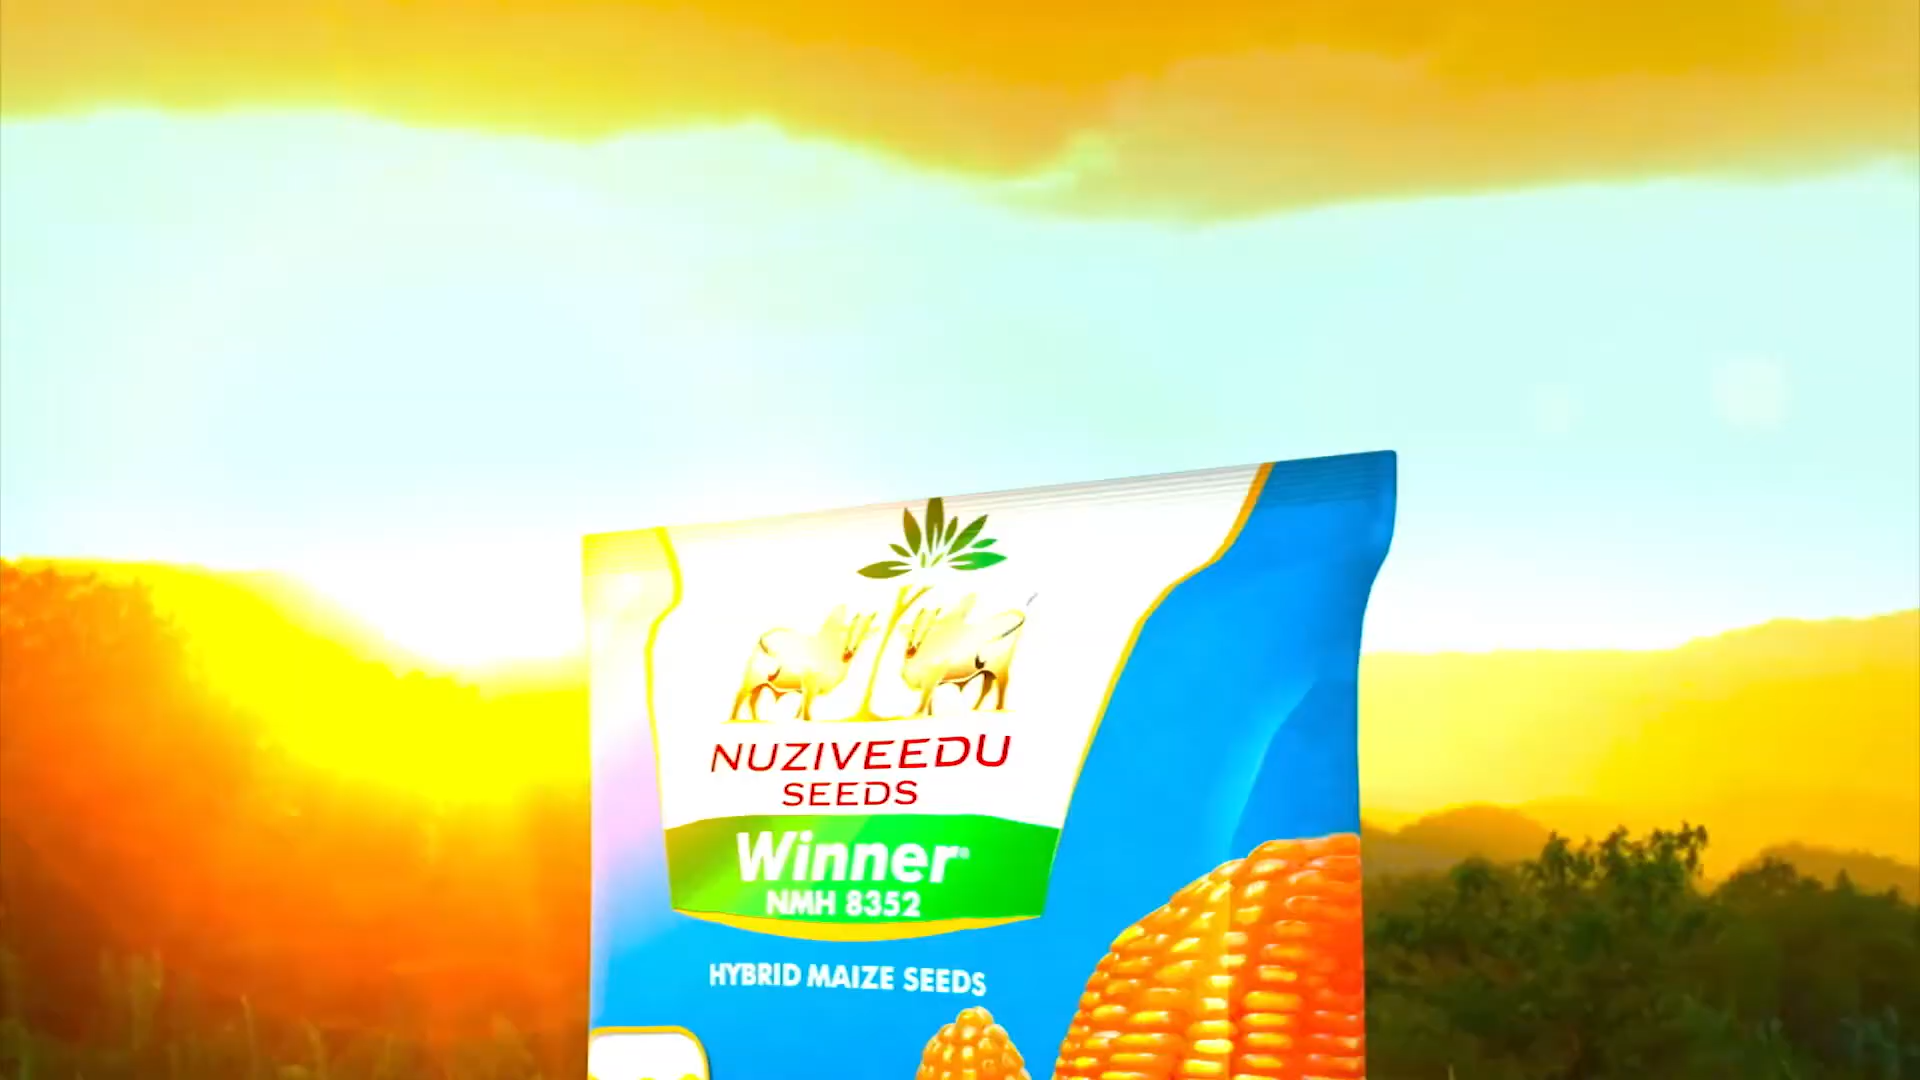 NUZIVEEDU
SEEDS
Winner
NMH 8352
HYBRID MAIZE SEEDS